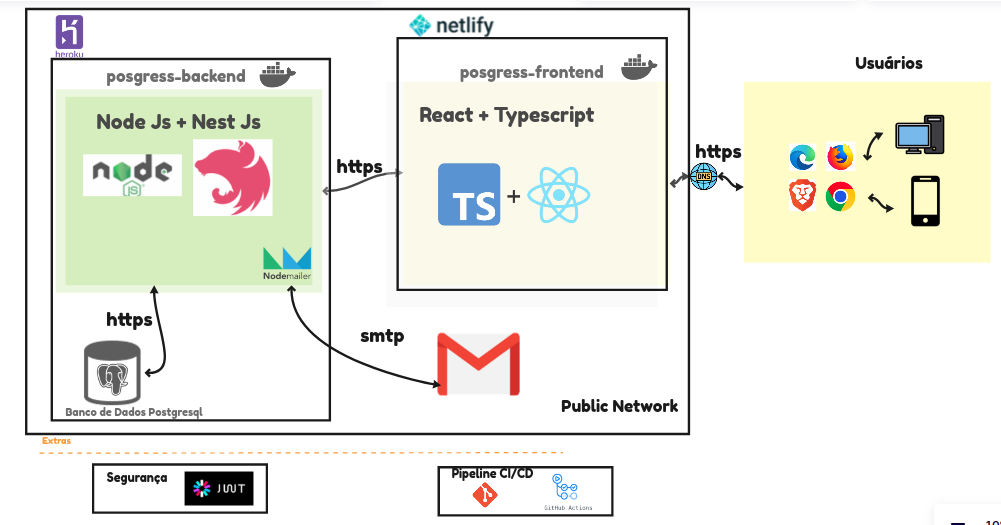 heroku
netlify
posgress-backend
posgress-frontend
Usuários
Node Js + Nest Js
React + Typescript
node
JS
https
TS
+
https
DNS
Nodemailer
https
smtp
Banco de Dados Postgresql
Public Network
Extras
Segurança
JWT
Pipeline CI/CD
GitHub Actions